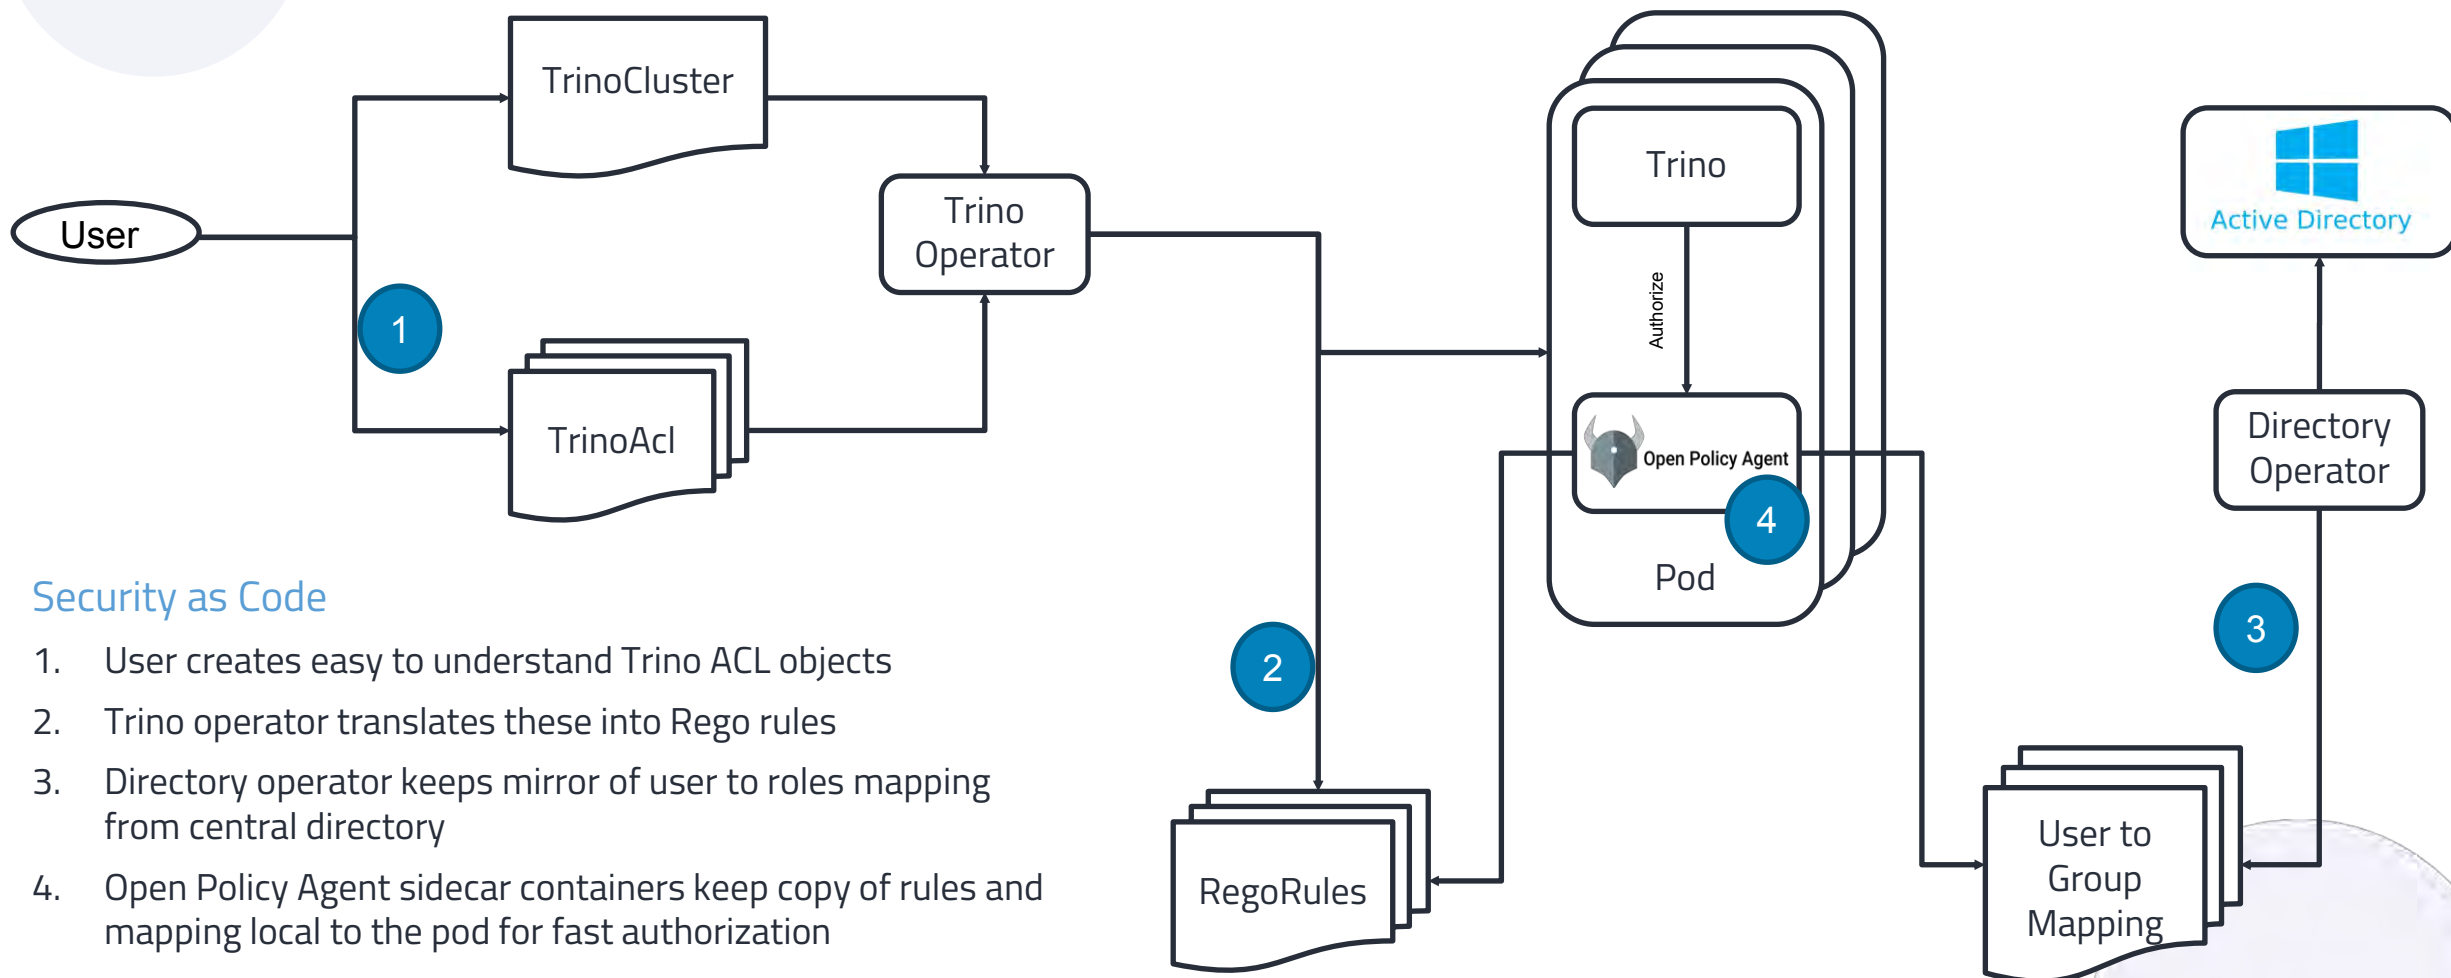 TrinoCluster
User
Trino
Operator
1
TrinoAcl
Trino
Authorize
Open Policy Agent
4
Pod
Active Directory
Directory
Operator
3
2
RegoRules
User to
Group
Mapping
Security as Code
1. User creates easy to understand Trino ACL objects
2. Trino operator translates these into Rego rules
3. Directory operator keeps mirror of user to roles mapping
from central directory
4. Open Policy Agent sidecar containers keep copy of rules and
mapping local to the pod for fast authorization